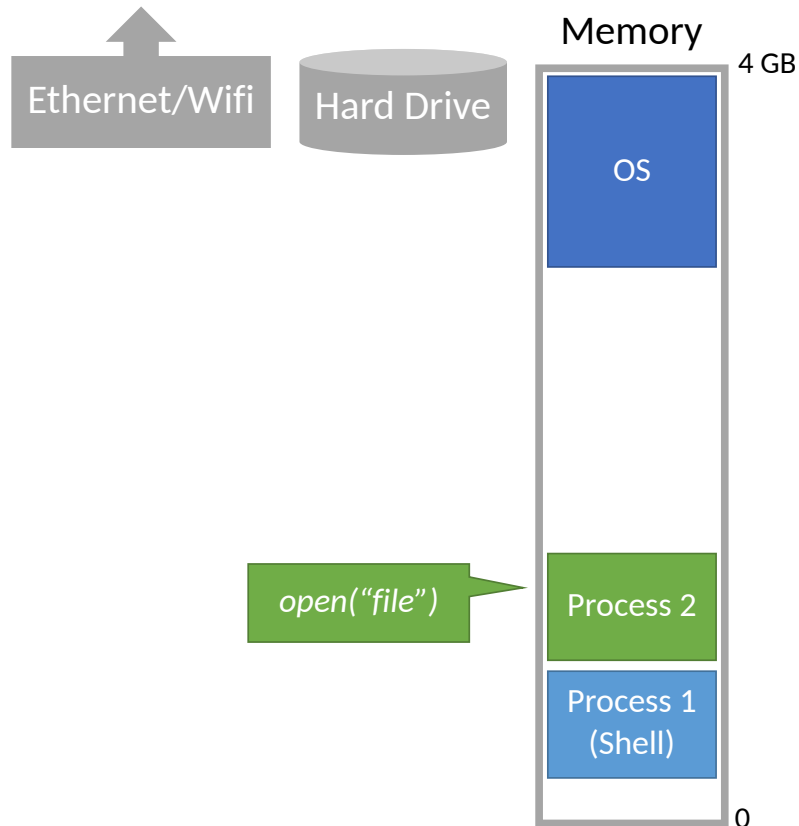 Memory
4 GB
Ethernet/Wifi
Hard Drive
OS
open(“file”)
Process 2
Process 1
(Shell)
0